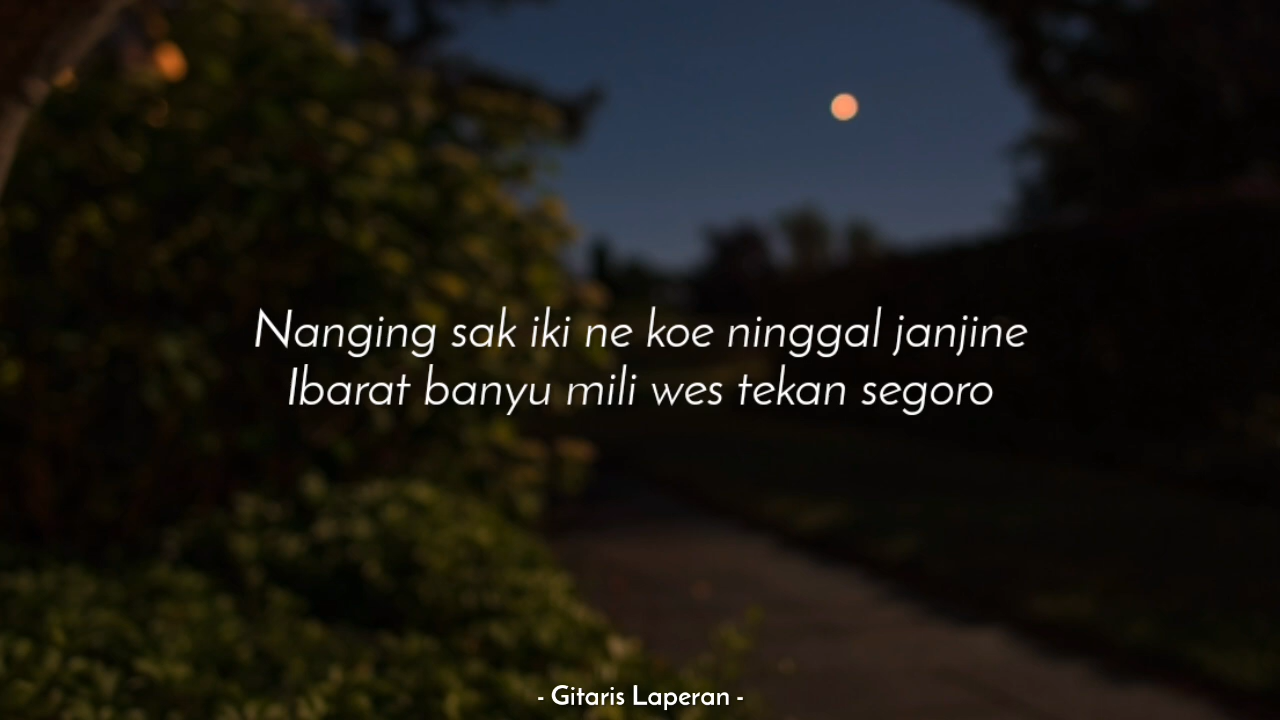 Nanging sak iki ne koe ninggal janjine
Ibarat banyu mili wes tekan segoro
- Gitaris Laperan -